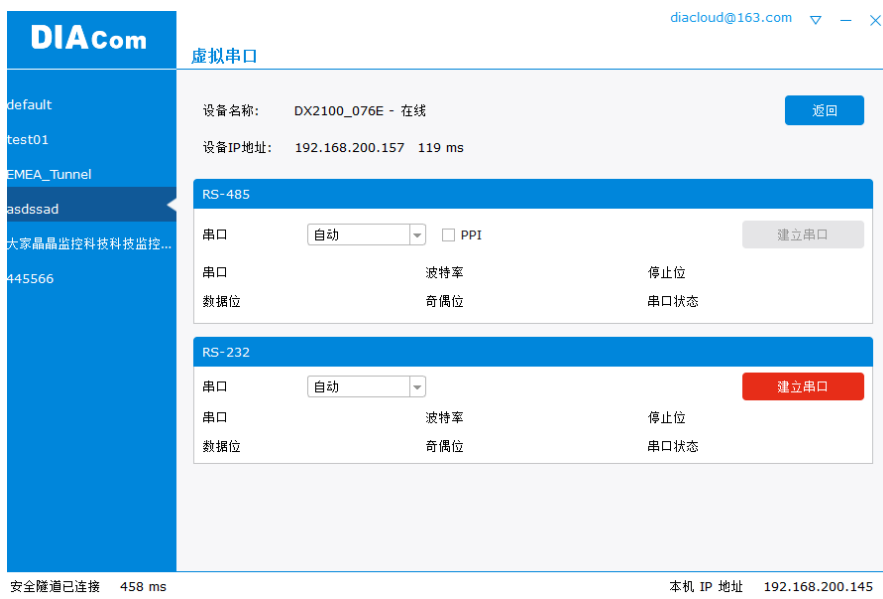 diacloud@163.com
DIACom
虚拟串口
default
test01
EMEA_Tunnel
asdssad
大家晶晶监控科技科技监控...
445566
设备名称: DX2100_076E - 在线 返回
设备IP地址: 192.168.200.157 119 ms
RS-485
串口 自动 PPI 建立串口
串口 波特率 停止位
数据位 奇偶位 串口状态
RS-232
串口 自动 建立串口
串口 波特率 停止位
数据位 奇偶位 串口状态
安全隧道已连接 458 ms 本机 IP 地址 192.168.200.145